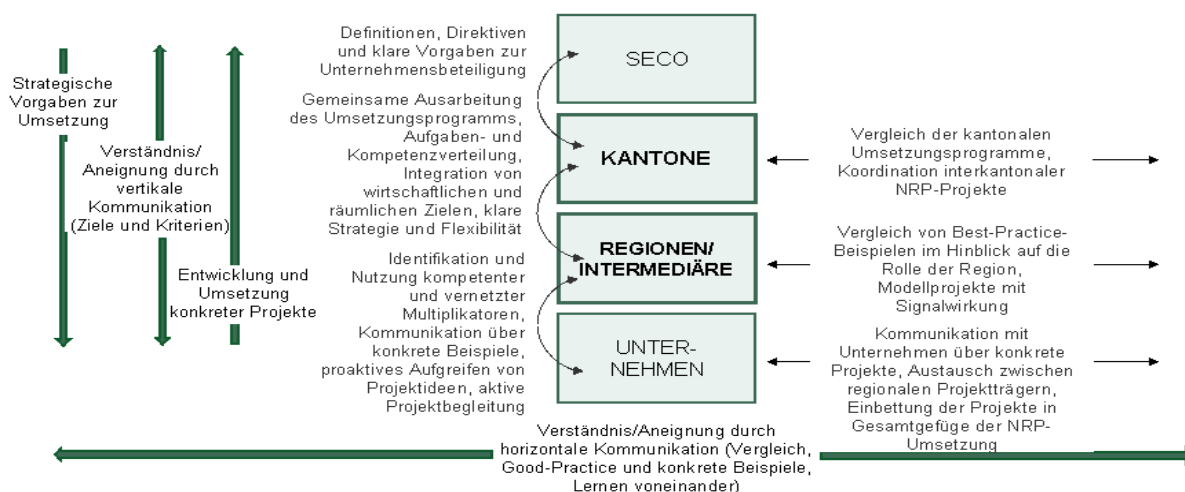 Strategische
Vorgaben zur
Umsetzung
Verständnis/
Aneignung durch
vertikale
Kommunikation
(Ziele und Kriterien)
Entwicklung und
Umsetzung
konkreter Projekte
Definitionen, Direktiven
und klare Vorgaben zur
Unternehmensbeteiligung
Gemeinsame Ausarbeitung
des Umsetzungsprogramms,
Aufgaben- und
Kompetenzverteilung,
Integration von
wirtschaftlichen und
räumlichen Zielen, klare
Strategie und Flexibilität
Identifikation und
Nutzung kompetenter
und vernetzter
Multiplikatoren,
Kommunikation über
konkrete Beispiele,
proaktives Aufgreifen von
Projektideen, aktive
Projektbegleitung
SECO
KANTONE
REGIONEN/
INTERMEDIÄRE
UNTER-
NEHMEN
Vergleich der kantonalen
Umsetzungsprogramme,
Koordination interkantonaler
NRP-Projekte
Vergleich von Best-Practice-
Beispielen im Hinblick auf die
Rolle der Region,
Modellprojekte mit
Signalwirkung
Kommunikation mit
Unternehmen über konkrete
Projekte, Austausch zwischen
regionalen Projektträgern,
Einbettung der Projekte in
Gesamtgefüge der NRP-
Umsetzung
Verständnis/Aneignung durch
horizontale Kommunikation (Vergleich,
Good-Practice und konkrete Beispiele,
Lernen voneinander)